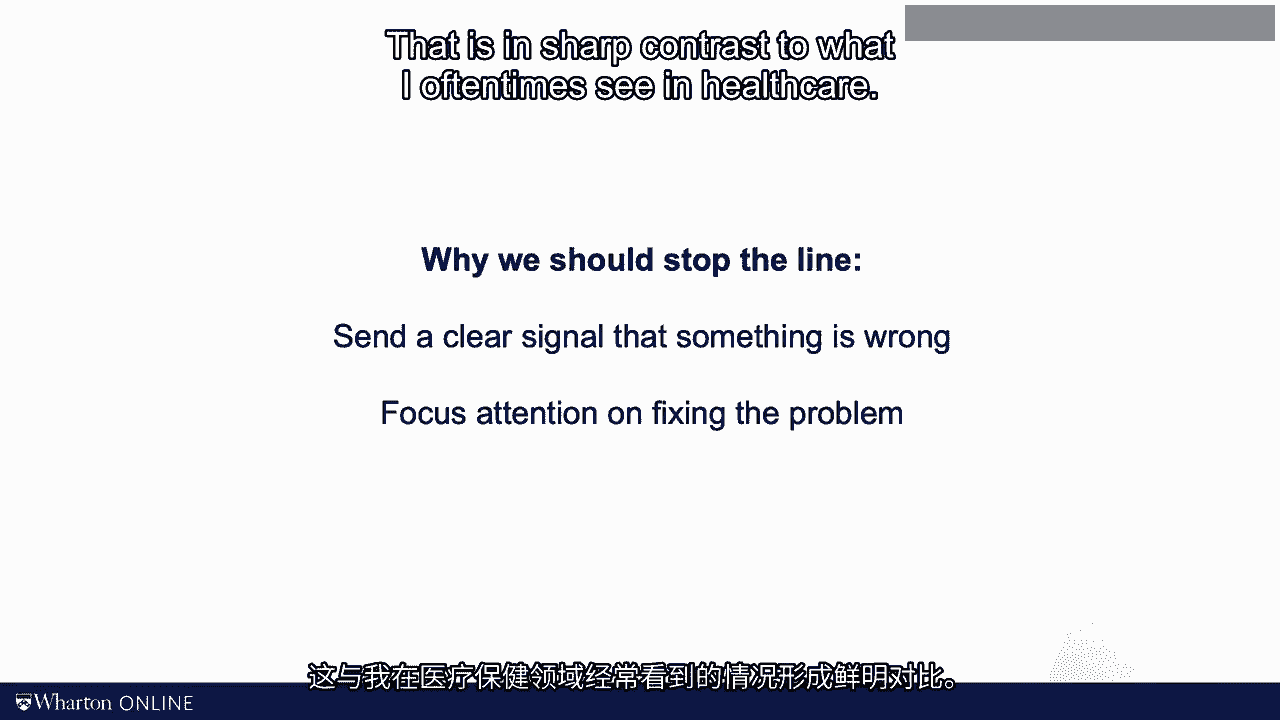 That is in sharp contrast to what
I oftentimes see in healthcare.
Why we should stop the line:
Send a clear signal that something is wrong
Focus attention on fixing the problem
这与我在医疗保健领域经常看到的情况形成鲜明对比。
Wharton ONLINE